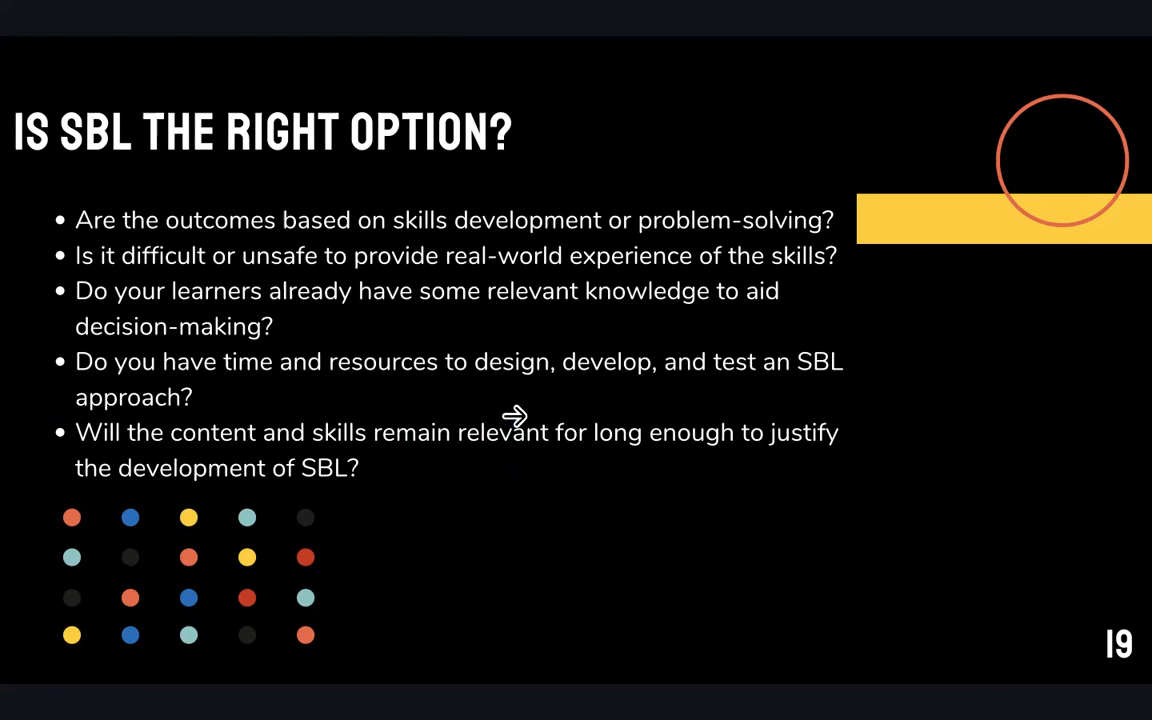 IS SBL THE RIGHT OPTION?
• Are the outcomes based on skills development or problem-solving?
• Is it difficult or unsafe to provide real-world experience of the skills?
• Do your learners already have some relevant knowledge to aid
decision-making?
• Do you have time and resources to design, develop, and test an SBL
approach?
• Will the content and skills remain relevant for long enough to justify
the development of SBL?
19